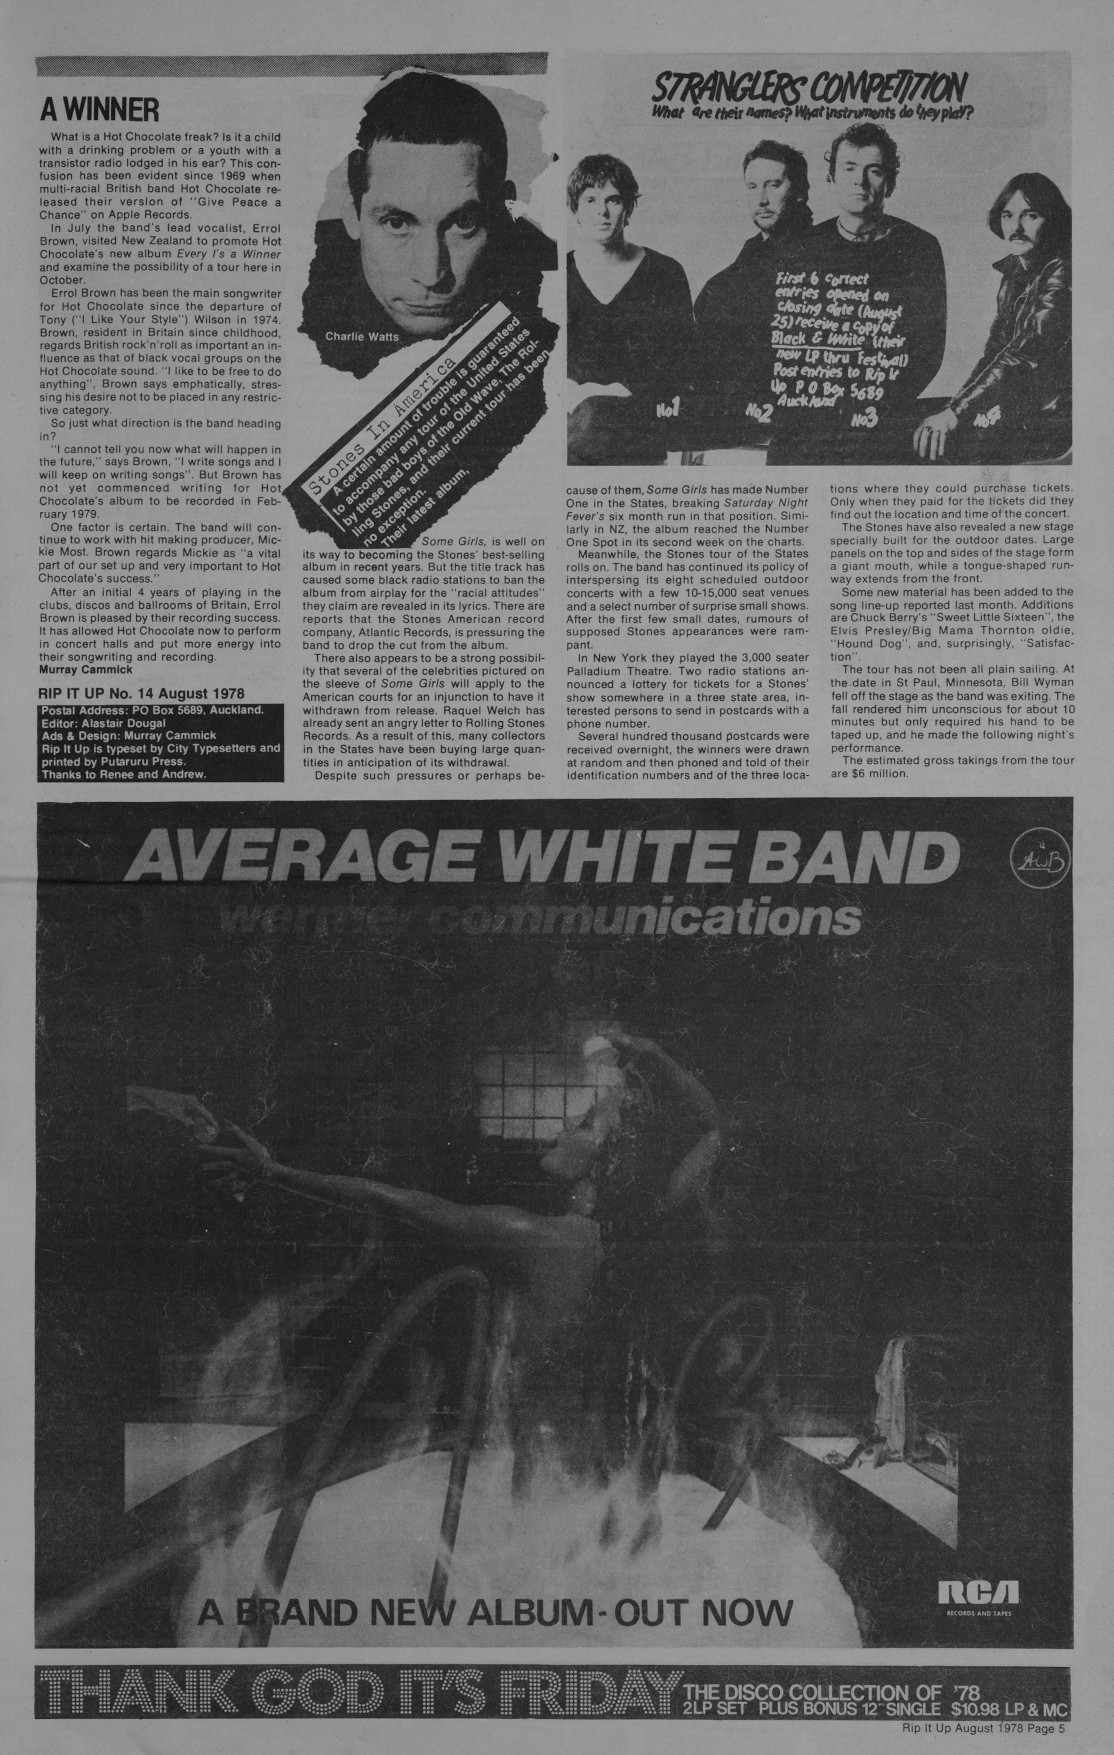 A WINNER
What is a Hot Chocolate freak? Is it a child
with a drinking problem or a youth with a
transistor radio lodged in his ear? This con-
fusion has been evident since 1969 when
multi-racial British band Hot Chocolate re-
leased their version of "Give Peace a
Chance" on Apple Records.
In July the band's lead vocalist, Errol
Brown, visited New Zealand to promote Hot
Chocolate's new album Every I's a Winner
and examine the possibility of a tour here in
October.
Errol Brown has been the main songwriter
for Hot Chocolate since the departure of
Tony ("I Like Your Style") Wilson in 1974.
Brown, resident in Britain since childhood,
regards British rock'n'roll as important an in-
fluence as that of black vocal groups on the
Hot Chocolate sound. "I like to be free to do
anything", Brown says emphatically, stres-
sing his desire not to be placed in any restric-
tive category.
So just what direction is the band heading
in?
"I cannot tell you now what will happen in
the future," says Brown, "I write songs and I
will keep on writing songs". But Brown has
not yet commenced writing for Hot
Chocolate's album to be recorded in Feb-
ruary 1979.
One factor is certain. The band will con-
tinue to work with hit making producer, Mic-
kie Most. Brown regards Mickie as "a vital
part of our set up and very important to Hot
Chocolate's success."
After an initial 4 years of playing in the
clubs, discos and ballrooms of Britain, Errol
Brown is pleased by their recording success.
It has allowed Hot Chocolate now to perform
in concert halls and put more energy into
their songwriting and recording.
Murray Cammick
RIP IT UP No. 14 August 1978
Postal Address: PO Box 5689, Auckland.
Editor: Alastair Dougal
Ads & Design: Murray Cammick
Rip It Up is typeset by City Typesetters and
printed by Putaruru Press.
Thanks to Renee and Andrew.
Charlie Watts
Stones In America
A certain amount of trouble is guaranteed
to accompany any tour of the United States
by those bad boys of the Old Wave, The Rol-
ling Stones, and their current tour has been
no exception.
Their latest album,
Some Girls, is well on
its way to becoming the Stones' best-selling
album in recent years. But the title track has
caused some black radio stations to ban the
album from airplay for the "racial attitudes"
they claim are revealed in its lyrics. There are
reports that the Stones American record
company, Atlantic Records, is pressuring the
band to drop the cut from the album.
There also appears to be a strong possibil-
ity that several of the celebrities pictured on
the sleeve of Some Girls will apply to the
American courts for an injunction to have it
withdrawn from release. Raquel Welch has
already sent an angry letter to Rolling Stones
Records. As a result of this, many collectors
in the States have been buying large quan-
tities in anticipation of its withdrawal.
Despite such pressures or perhaps be-
STRANGLERS COMPETITION
What are their names? What instruments do they play?
First 6 correct
entries opened on
closing date (August
25) receive a copy of
Black & White (their
new LP thru Festival)
Post entries to Rip It
Up P O Box 5689
Auckland
No1
No2
No3
No4
cause of them, Some Girls has made Number
One in the States, breaking Saturday Night
Fever's six month run in that position. Simi-
larly in NZ, the album reached the Number
One Spot in its second week on the charts.
Meanwhile, the Stones tour of the States
rolls on. The band has continued its policy of
interspersing its eight scheduled outdoor
concerts with a few 10-15,000 seat venues
and a select number of surprise small shows.
After the first few small dates, rumours of
supposed Stones appearances were ram-
pant.
In New York they played the 3,000 seater
Palladium Theatre. Two radio stations an-
nounced a lottery for tickets for a Stones'
show somewhere in a three state area, in-
terested persons to send in postcards with a
phone number.
Several hundred thousand postcards were
received overnight, the winners were drawn
at random and then phoned and told of their
identification numbers and of the three loca-
tions where they could purchase tickets.
Only when they paid for the tickets did they
find out the location and time of the concert.
The Stones have also revealed a new stage
specially built for the outdoor dates. Large
panels on the top and sides of the stage form
a giant mouth, while a tongue-shaped run-
way extends from the front.
Some new material has been added to the
song line-up reported last month. Additions
are Chuck Berry's "Sweet Little Sixteen", the
Elvis Presley/Big Mama Thornton oldie,
"Hound Dog", and, surprisingly, "Satisfac-
tion".
The tour has not been all plain sailing. At
the date in St Paul, Minnesota, Bill Wyman
fell off the stage as the band was exiting. The
fall rendered him unconscious for about 10
minutes but only required his hand to be
taped up, and he made the following night's
performance.
The estimated gross takings from the tour
are $6 million.
AVERAGE WHITE BAND
AWB
warmer communications
A BRAND NEW ALBUM - OUT NOW
RCA
RECORDS AND TAPES
THANK GOD IT'S FRIDAY
THE DISCO COLLECTION OF '78
2LP SET PLUS BONUS 12" SINGLE $10.98 LP & MC
Rip It Up August 1978 Page 5